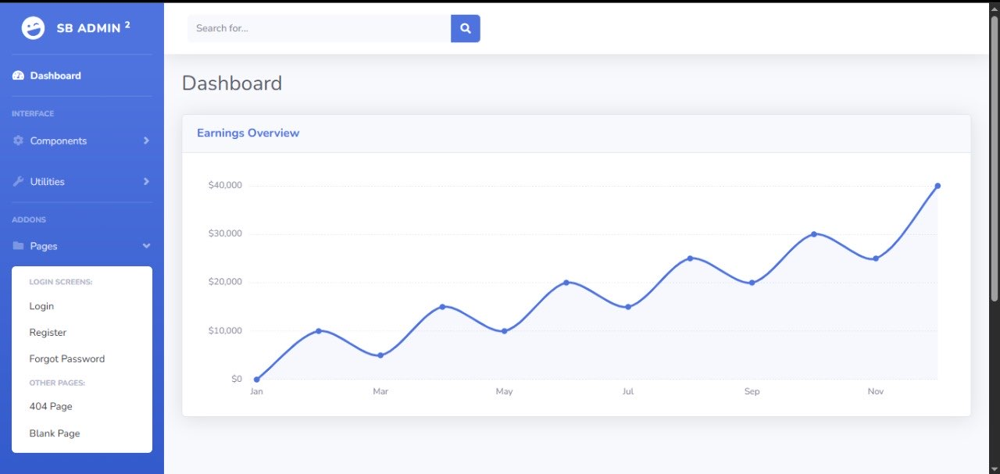 SB ADMIN 2
Search for...
Dashboard
INTERFACE
Components
Utilities
ADDONS
Pages
LOGIN SCREENS:
Login
Register
Forgot Password
OTHER PAGES:
404 Page
Blank Page
Dashboard
Earnings Overview
$40,000
$30,000
$20,000
$10,000
$0
Jan Mar May Jul Sep Nov